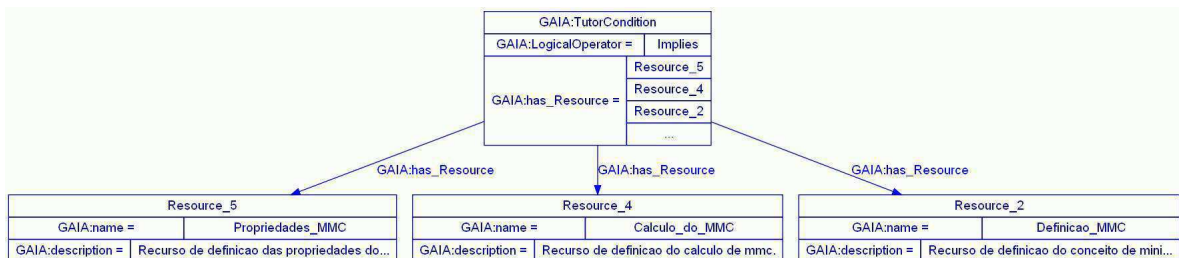 GAIA:TutorCondition
GAIA:LogicalOperator = Implies
GAIA:has_Resource =
Resource_5
Resource_4
Resource_2
...
GAIA:has_Resource GAIA:has_Resource GAIA:has_Resource
Resource_5
GAIA:name = Propriedades_MMC
GAIA:description = Recurso de definicao das propriedades do...
Resource_4
GAIA:name = Calculo_do_MMC
GAIA:description = Recurso de definicao do calculo de mmc.
Resource_2
GAIA:name = Definicao_MMC
GAIA:description = Recurso de definicao do conceito de mini...